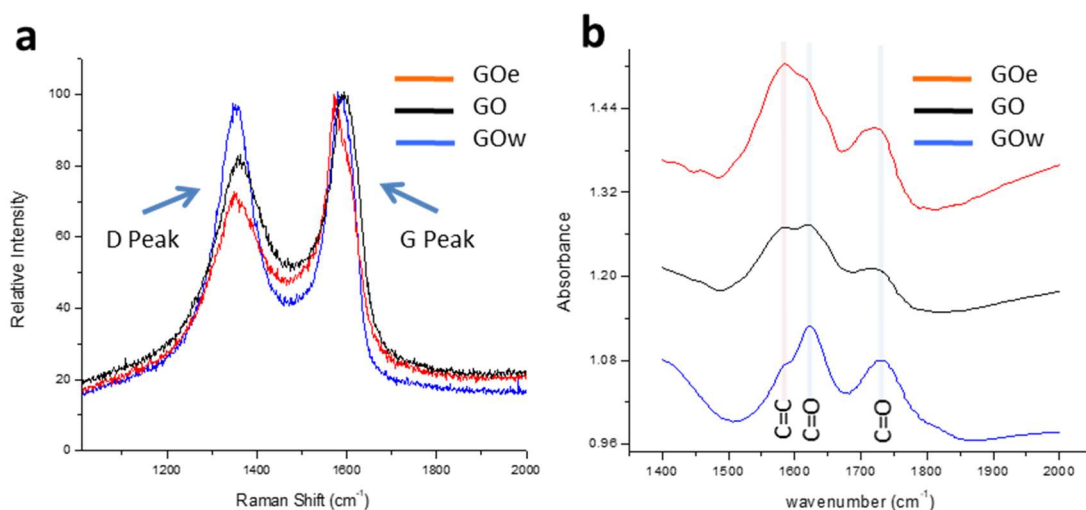 a
GOe
GO
GOw
D Peak
G Peak
100
80
60
40
20
0
1200
1400
1600
1800
2000
Relative Intensity
Raman Shift (cm⁻¹)
b
GOe
GO
GOw
1.44
1.32
1.20
1.08
0.96
C=C
C=O
C=O
1400
1500
1600
1700
1800
1900
2000
Absorbance
wavenumber (cm⁻¹)